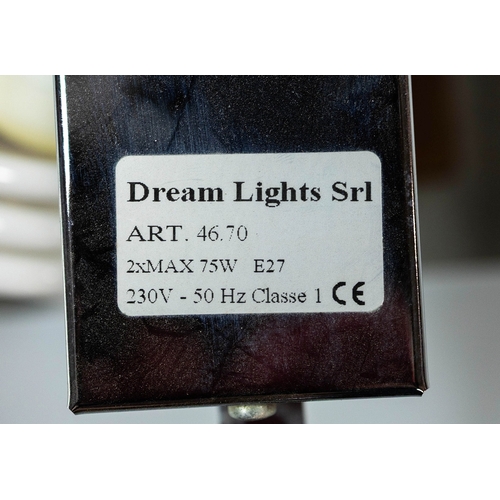 Dream Lights Srl
ART. 46.70
2xMAX 75W E27
230V - 50 Hz Classe 1 CE